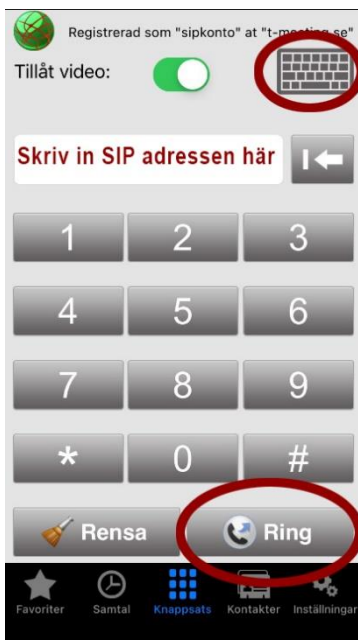 Registrerad som "sipkonto" at "t-meeting.se"
Tillåt video:
Skriv in SIP adressen här
1 2 3
4 5 6
7 8 9
* 0 #
Rensa Ring
Favoriter Samtal Knappsats Kontakter Inställningar